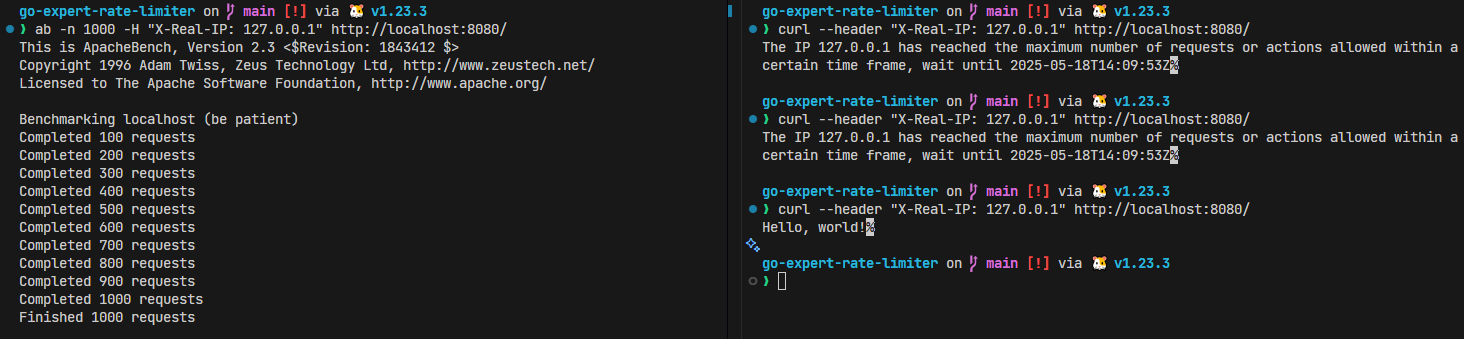 go-expert-rate-limiter on main [!] via v1.23.3
❯ ab -n 1000 -H "X-Real-IP: 127.0.0.1" http://localhost:8080/
This is ApacheBench, Version 2.3 <$Revision: 1843412 $>
Copyright 1996 Adam Twiss, Zeus Technology Ltd, http://www.zeustech.net/
Licensed to The Apache Software Foundation, http://www.apache.org/
Benchmarking localhost (be patient)
Completed 100 requests
Completed 200 requests
Completed 300 requests
Completed 400 requests
Completed 500 requests
Completed 600 requests
Completed 700 requests
Completed 800 requests
Completed 900 requests
Completed 1000 requests
Finished 1000 requests
go-expert-rate-limiter on main [!] via v1.23.3
❯ curl --header "X-Real-IP: 127.0.0.1" http://localhost:8080/
The IP 127.0.0.1 has reached the maximum number of requests or actions allowed within a
certain time frame, wait until 2025-05-18T14:09:53Z%
go-expert-rate-limiter on main [!] via v1.23.3
❯ curl --header "X-Real-IP: 127.0.0.1" http://localhost:8080/
The IP 127.0.0.1 has reached the maximum number of requests or actions allowed within a
certain time frame, wait until 2025-05-18T14:09:53Z%
go-expert-rate-limiter on main [!] via v1.23.3
❯ curl --header "X-Real-IP: 127.0.0.1" http://localhost:8080/
Hello, world!%
go-expert-rate-limiter on main [!] via v1.23.3
❯